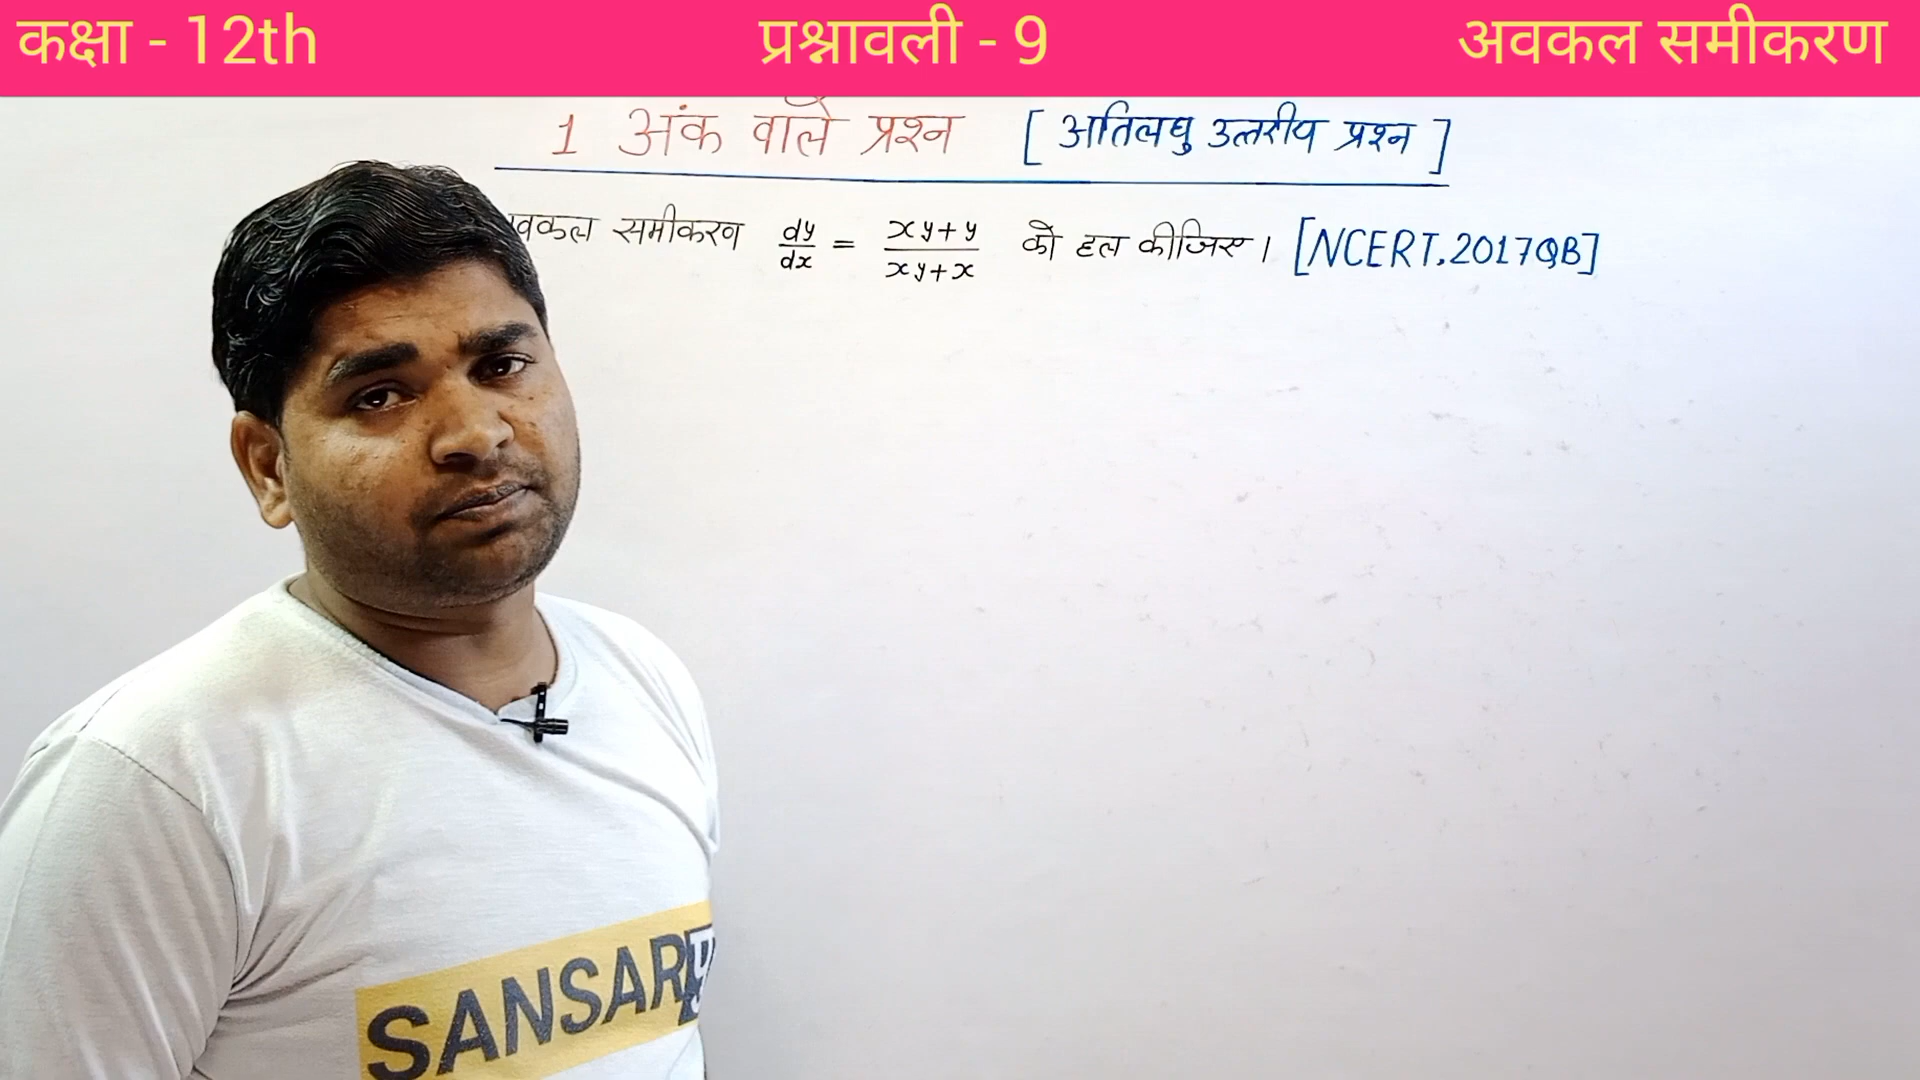 कक्षा - 12th प्रश्नावली - 9 अवकल समीकरण
1 अंक वाले प्रश्न [ अतिलघु उत्तरीय प्रश्न ]
वकल समीकरण dy/dx = xy+y/xy+x को हल कीजिए। [NCERT.2017QB]
SANSAR